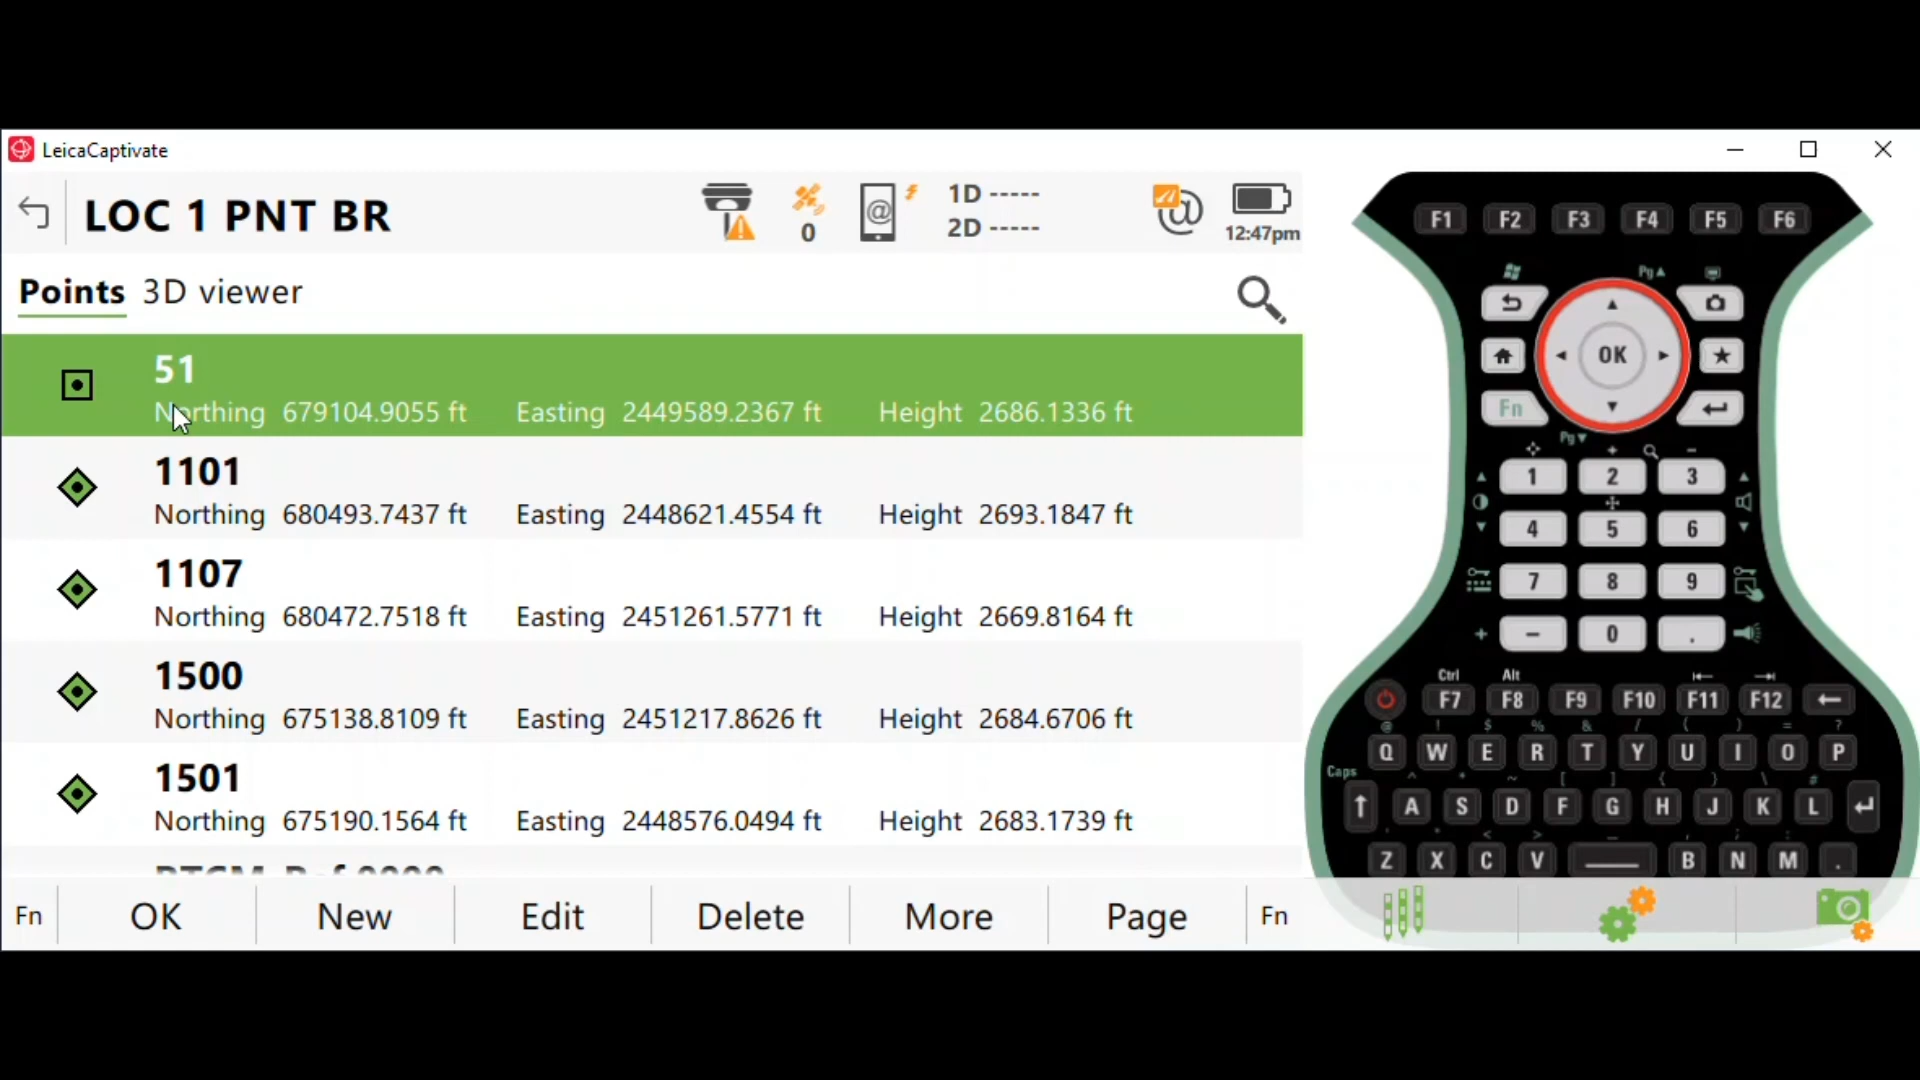 LeicaCaptivate
LOC 1 PNT BR
0
@
1D -----
2D -----
@
12:47pm
Points 3D viewer
51
Northing 679104.9055 ft Easting 2449589.2367 ft Height 2686.1336 ft
1101
Northing 680493.7437 ft Easting 2448621.4554 ft Height 2693.1847 ft
1107
Northing 680472.7518 ft Easting 2451261.5771 ft Height 2669.8164 ft
1500
Northing 675138.8109 ft Easting 2451217.8626 ft Height 2684.6706 ft
1501
Northing 675190.1564 ft Easting 2448576.0494 ft Height 2683.1739 ft
Fn OK New Edit Delete More Page Fn
F1 F2 F3 F4 F5 F6
Pg
OK
Fn
Pg
+ -
1 2 3
4 5 6
7 8 9
+ - 0 .
Ctrl Alt
F7 F8 F9 F10 F11 F12
@ ! $ % & / ( ) = ?
Q W E R T Y U I O P
Caps ^ * ~ [ ] { } \ #
A S D F G H J K L
Z X C V B N M .